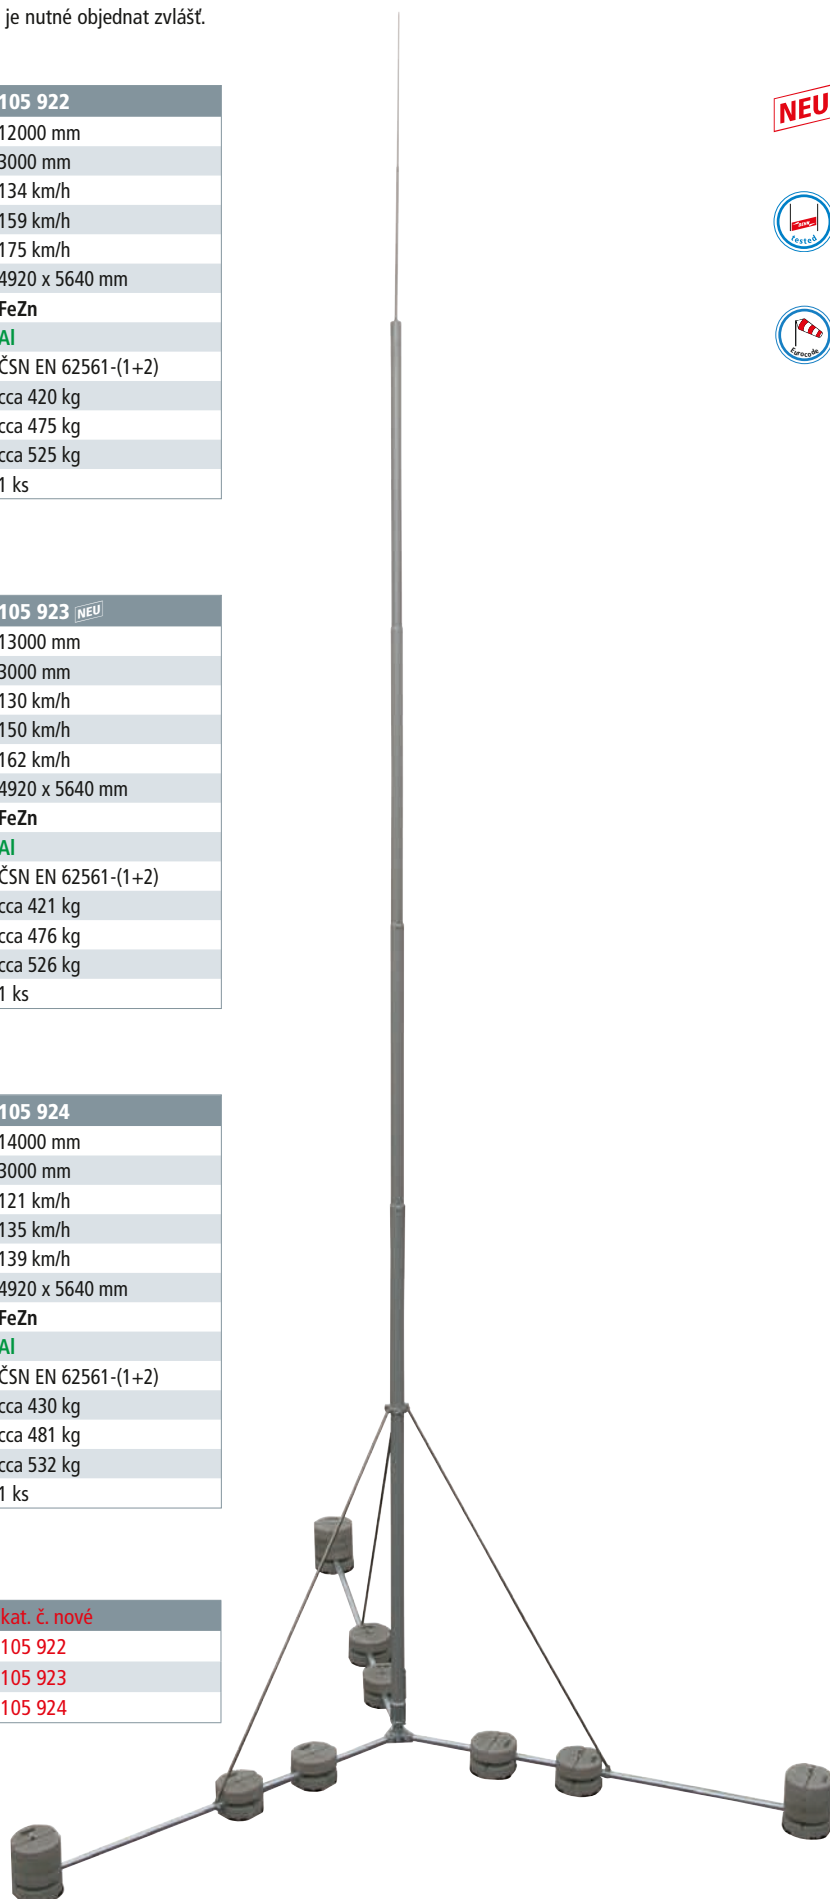 je nutné objednat zvlášť.
105 922
12000 mm
3000 mm
134 km/h
159 km/h
175 km/h
4920 x 5640 mm
FeZn
Al
ČSN EN 62561-(1+2)
cca 420 kg
cca 475 kg
cca 525 kg
1 ks
105 923 NEU
13000 mm
3000 mm
130 km/h
150 km/h
162 km/h
4920 x 5640 mm
FeZn
Al
ČSN EN 62561-(1+2)
cca 421 kg
cca 476 kg
cca 526 kg
1 ks
105 924
14000 mm
3000 mm
121 km/h
135 km/h
139 km/h
4920 x 5640 mm
FeZn
Al
ČSN EN 62561-(1+2)
cca 430 kg
cca 481 kg
cca 532 kg
1 ks
kat. č. nové
105 922
105 923
105 924
NEU
DEHN
tested
Eurocode